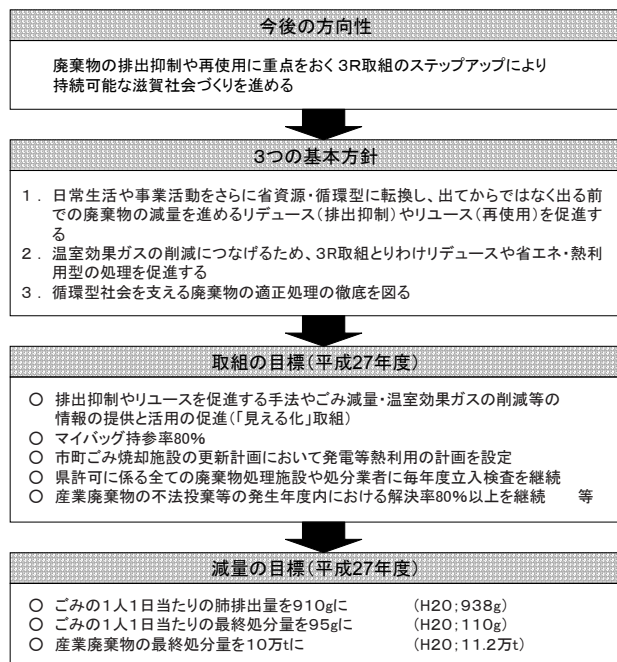 今後の方向性
廃棄物の排出抑制や再使用に重点をおく3R取組のステップアップにより
持続可能な滋賀社会づくりを進める
3つの基本方針
1．日常生活や事業活動をさらに省資源・循環型に転換し、出てからではなく出る前
での廃棄物の減量を進めるリデュース(排出抑制)やリユース(再使用)を促進す
る
2．温室効果ガスの削減につなげるため、3R取組とりわけリデュースや省エネ・熱利
用型の処理を促進する
3．循環型社会を支える廃棄物の適正処理の徹底を図る
取組の目標(平成27年度)
○ 排出抑制やリユースを促進する手法やごみ減量・温室効果ガスの削減等の
情報の提供と活用の促進(「見える化」取組)
○ マイバッグ持参率80%
○ 市町ごみ焼却施設の更新計画において発電等熱利用の計画を設定
○ 県許可に係る全ての廃棄物処理施設や処分業者に毎年度立入検査を継続
○ 産業廃棄物の不法投棄等の発生年度内における解決率80%以上を継続 等
減量の目標(平成27年度)
○ ごみの1人1日当たりの肺排出量を910gに (H20;938g)
○ ごみの1人1日当たりの最終処分量を95gに (H20;110g)
○ 産業廃棄物の最終処分量を10万tに (H20;11.2万t)